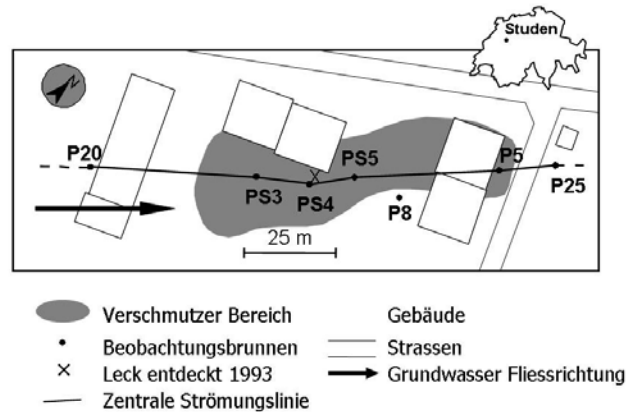 Studen
N
P20
PS3
PS4
PS5
P8
P5
P25
25 m
Verschmutzer Bereich
Gebäude
Beobachtungsbrunnen
Strassen
Leck entdeckt 1993
Grundwasser Fliessrichtung
Zentrale Strömungslinie